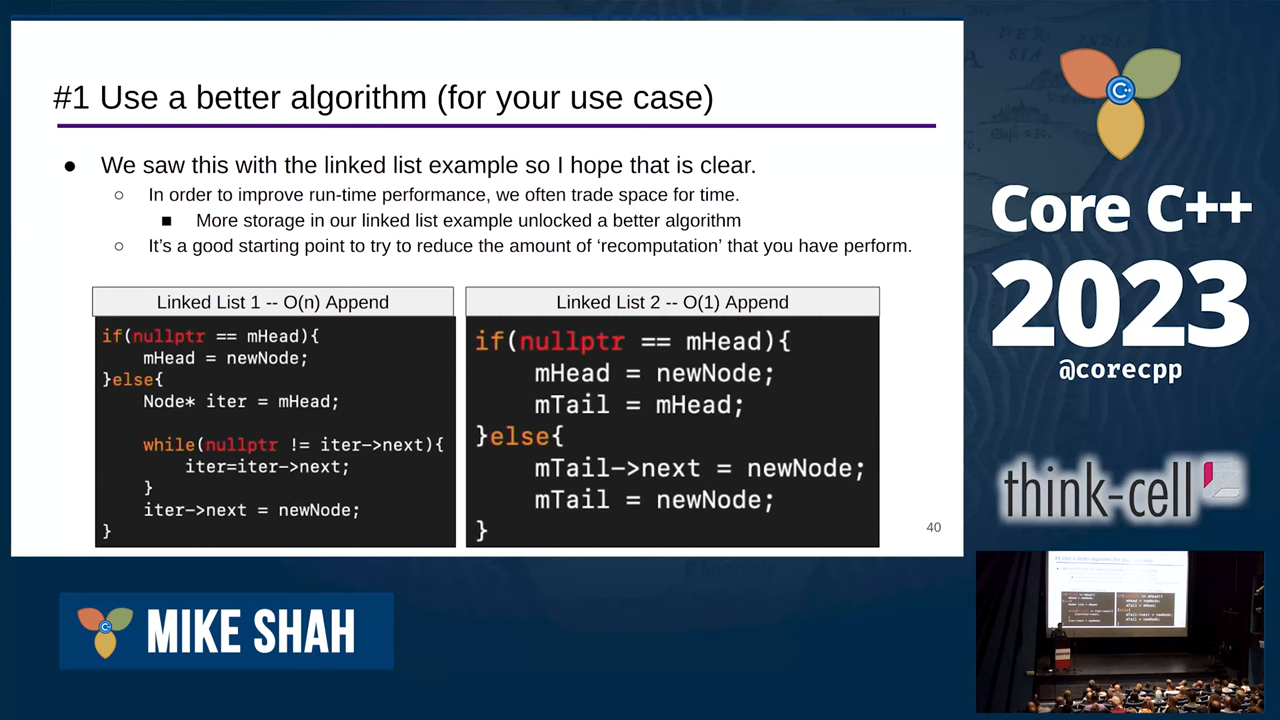 #1 Use a better algorithm (for your use case)
● We saw this with the linked list example so I hope that is clear.
○ In order to improve run-time performance, we often trade space for time.
■ More storage in our linked list example unlocked a better algorithm
○ It's a good starting point to try to reduce the amount of ‘recomputation’ that you have perform.
Linked List 1 -- O(n) Append
if(nullptr == mHead){
mHead = newNode;
}else{
Node* iter = mHead;
while(nullptr != iter->next){
iter=iter->next;
}
iter->next = newNode;
}
Linked List 2 -- O(1) Append
if(nullptr == mHead){
mHead = newNode;
mTail = mHead;
}else{
mTail->next = newNode;
mTail = newNode;
}
40
C++
Core C++
2023
@corecpp
think-cell
MIKE SHAH